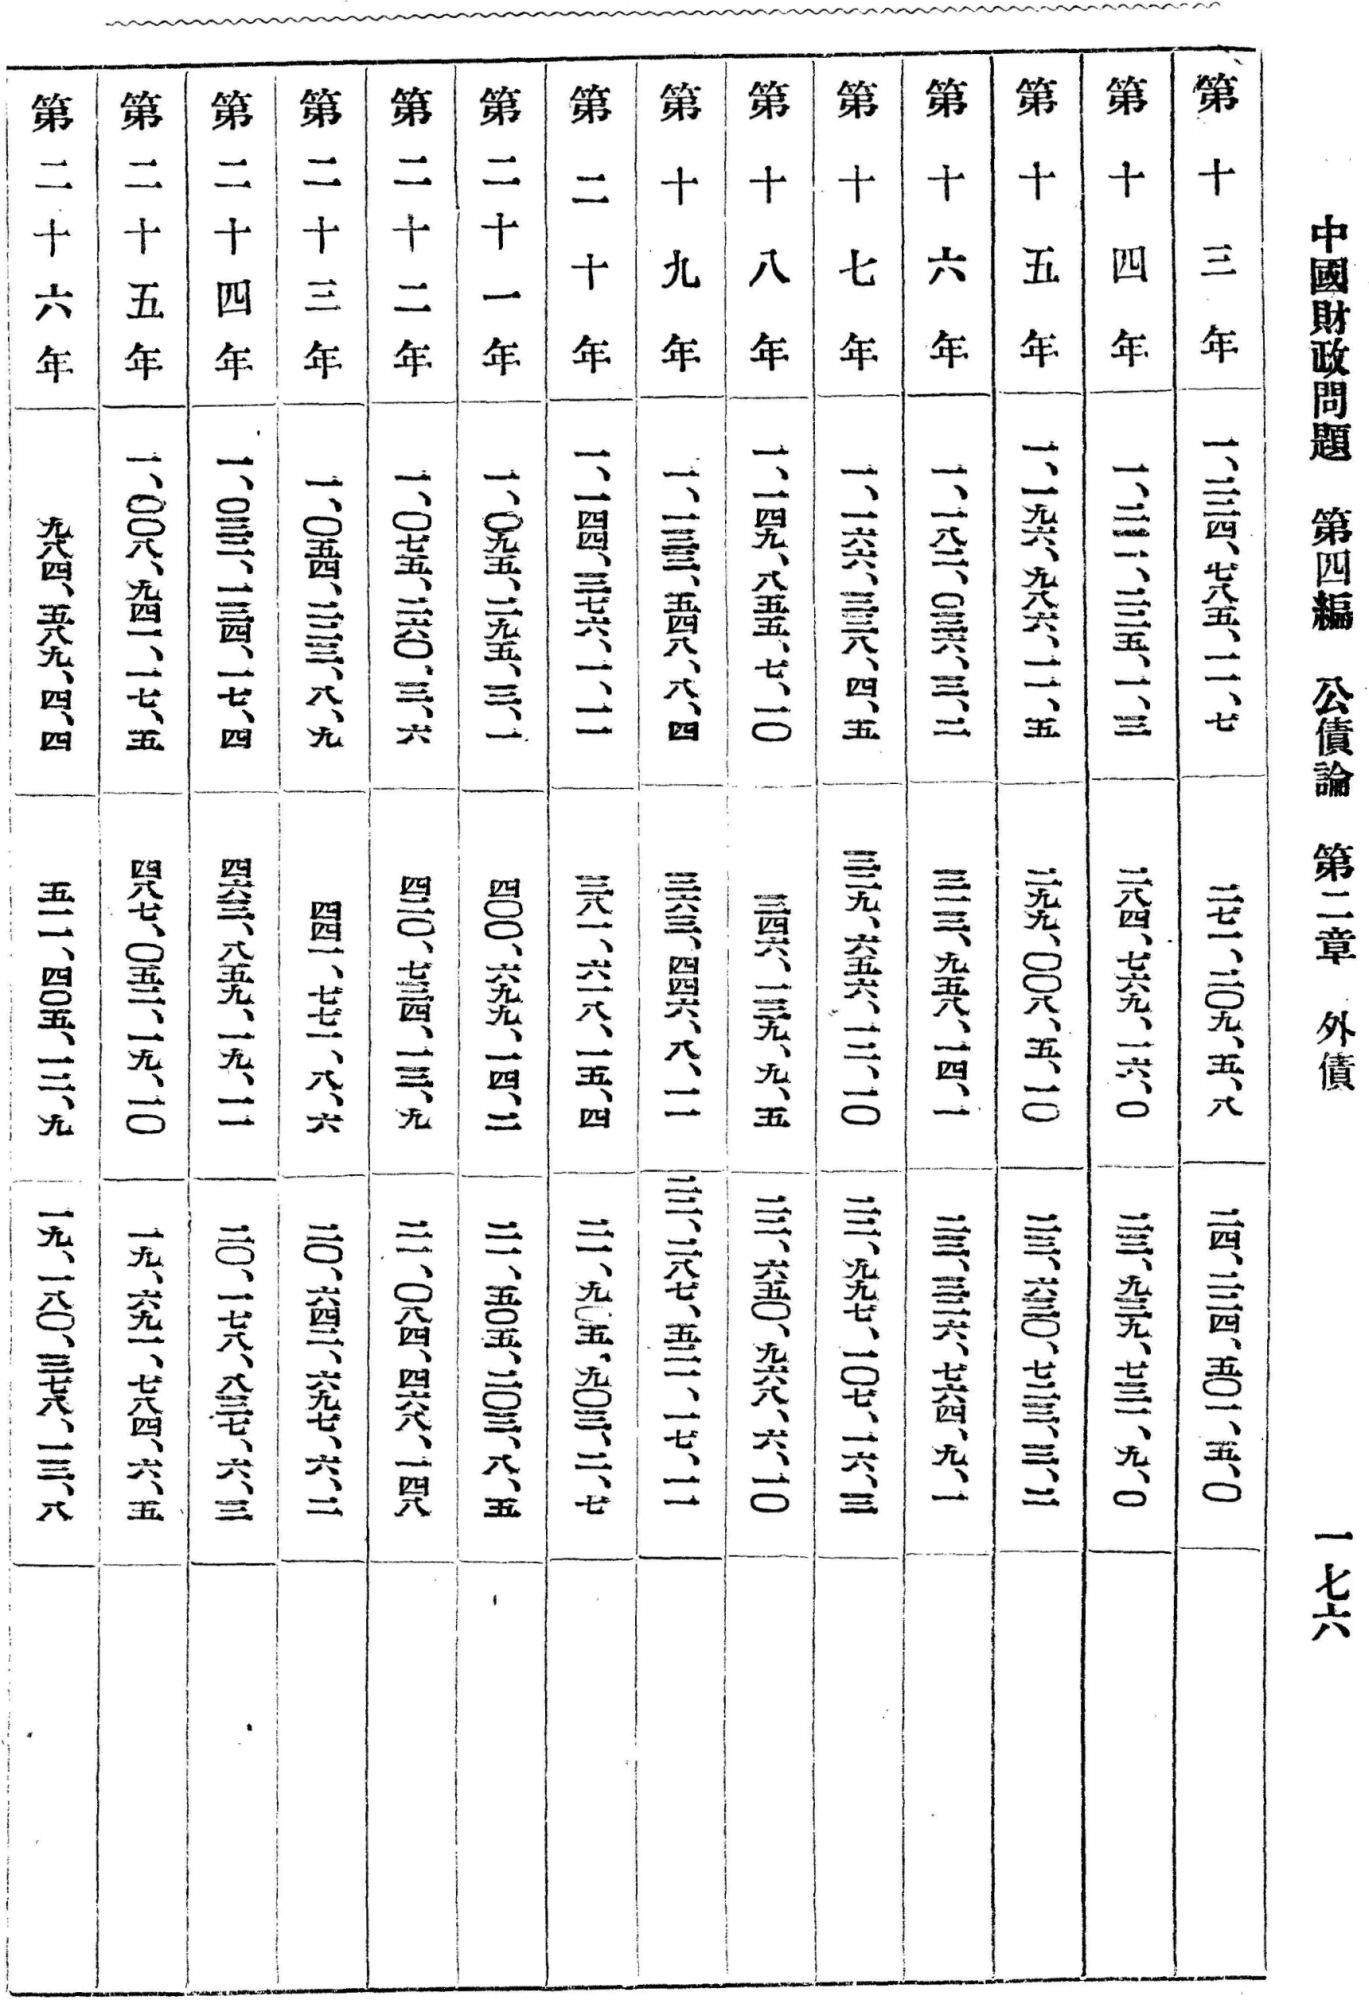 中國財政問題　第四編　公債論　第二章　外債　一七六
第十三年　一、二二四、七八五、一一、七　二七一、二〇九、五、八　二四、二二四、五〇一、五、〇
第十四年　一、二一一、二二五、一、三　二八四、七六九、一六、〇　二三、九三九、七三一、九、〇
第十五年　一、一九六、九八六、一一、五　二九九、〇〇八、五、一〇　二三、六三〇、七二三、三、二
第十六年　一、一八二、〇三六、三、二　三一三、九五八、一四、一　二三、三二六、七六四、九、一
第十七年　一、一六六、三三八、四、五　三二九、六五六、一二、一〇　二二、九九七、一〇七、一六、三
第十八年　一、一四九、八五五、七、一〇　三四六、一三九、九、五　二二、六五〇、九六八、六、一〇
第十九年　一、一三二、五四八、八、四　三六三、四四六、八、一一　二二、二八七、五二一、一七、一一
第二十年　一、一四四、三七六、一、一一　三八一、六一八、一五、四　二一、九〇五、九〇三、二、七
第二十一年　一、〇九五、二九五、三、一　四〇〇、六九九、一四、二　二一、五〇五、二〇三、八、五
第二十二年　一、〇七五、二六〇、三、六　四二〇、七三四、一三、九　二一、〇八四、四六八、一四八
第二十三年　一、〇五四、二二三、八、九　四四一、七七一、八、六　二〇、六四二、六九七、六、二
第二十四年　一、〇三二、一三四、一七、四　四六三、八五九、一九、一一　二〇、一七八、八三七、六、三
第二十五年　一、〇〇八、九四一、一七、五　四八七、〇五二、一九、一〇　一九、六九一、七八四、六、五
第二十六年　九八四、五八九、四、四　五一一、四〇五、一二、九　一九、一八〇、三七八、一三、八